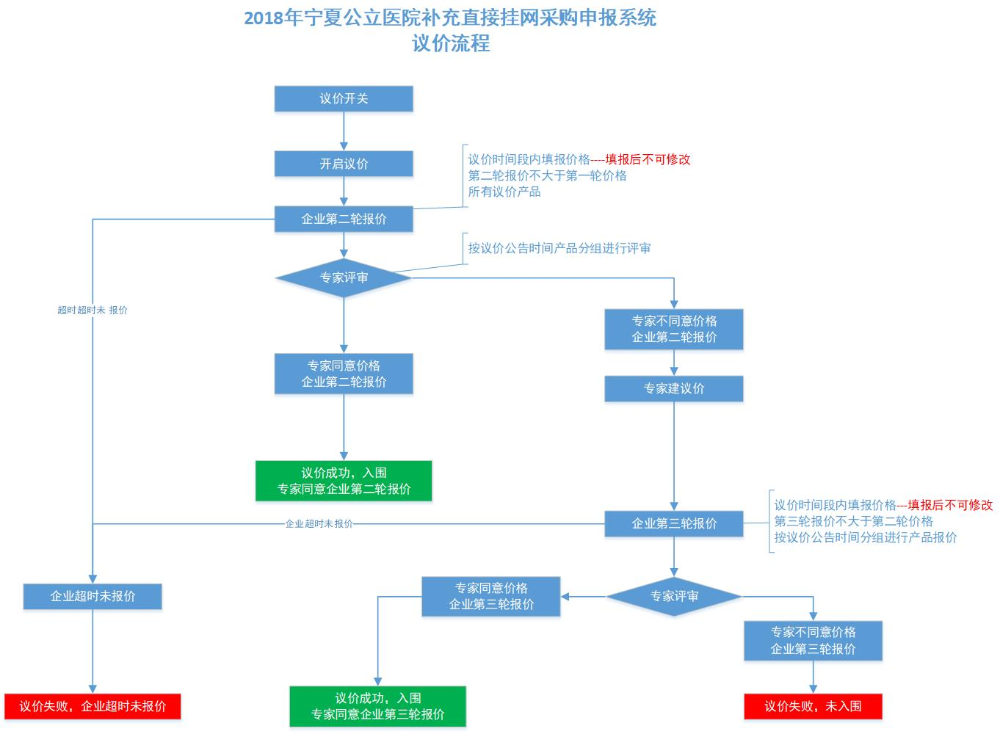 2018年宁夏公立医院补充直接挂网采购申报系统
议价流程
议价开关
开启议价
议价时间段内填报价格----填报后不可修改
第二轮报价不大于第一轮价格
所有议价产品
企业第二轮报价
按议价公告时间产品分组进行评审
专家评审
超时超时未 报价
专家不同意价格
企业第二轮报价
专家同意价格
企业第二轮报价
专家建议价
议价成功，入围
专家同意企业第二轮报价
企业超时未报价
企业第三轮报价
议价时间段内填报价格---填报后不可修改
第三轮报价不大于第二轮价格
按议价公告时间分组进行产品报价
企业超时未报价
专家同意价格
企业第三轮报价
专家评审
专家不同意价格
企业第三轮报价
议价失败，企业超时未报价
议价成功，入围
专家同意企业第三轮报价
议价失败，未入围